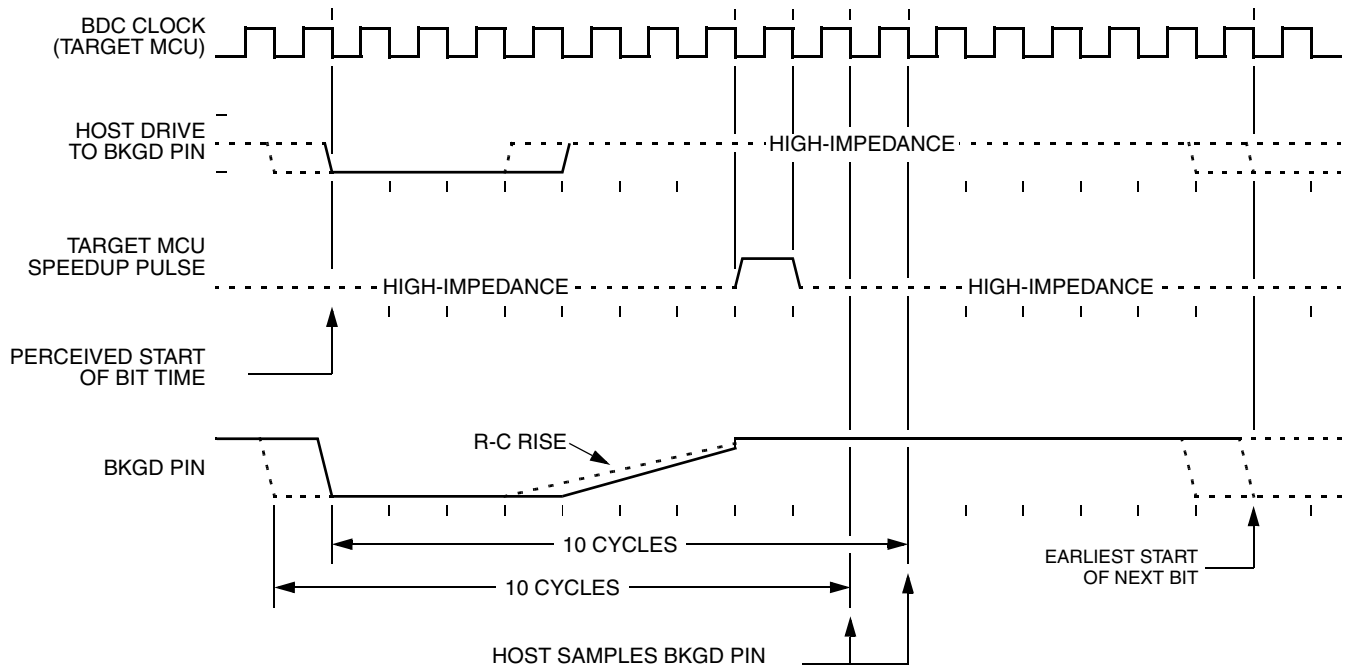 BDC CLOCK
(TARGET MCU)
HOST DRIVE
TO BKGD PIN
HIGH-IMPEDANCE
TARGET MCU
SPEEDUP PULSE
HIGH-IMPEDANCE
HIGH-IMPEDANCE
PERCEIVED START
OF BIT TIME
R-C RISE
BKGD PIN
10 CYCLES
10 CYCLES
EARLIEST START
OF NEXT BIT
HOST SAMPLES BKGD PIN